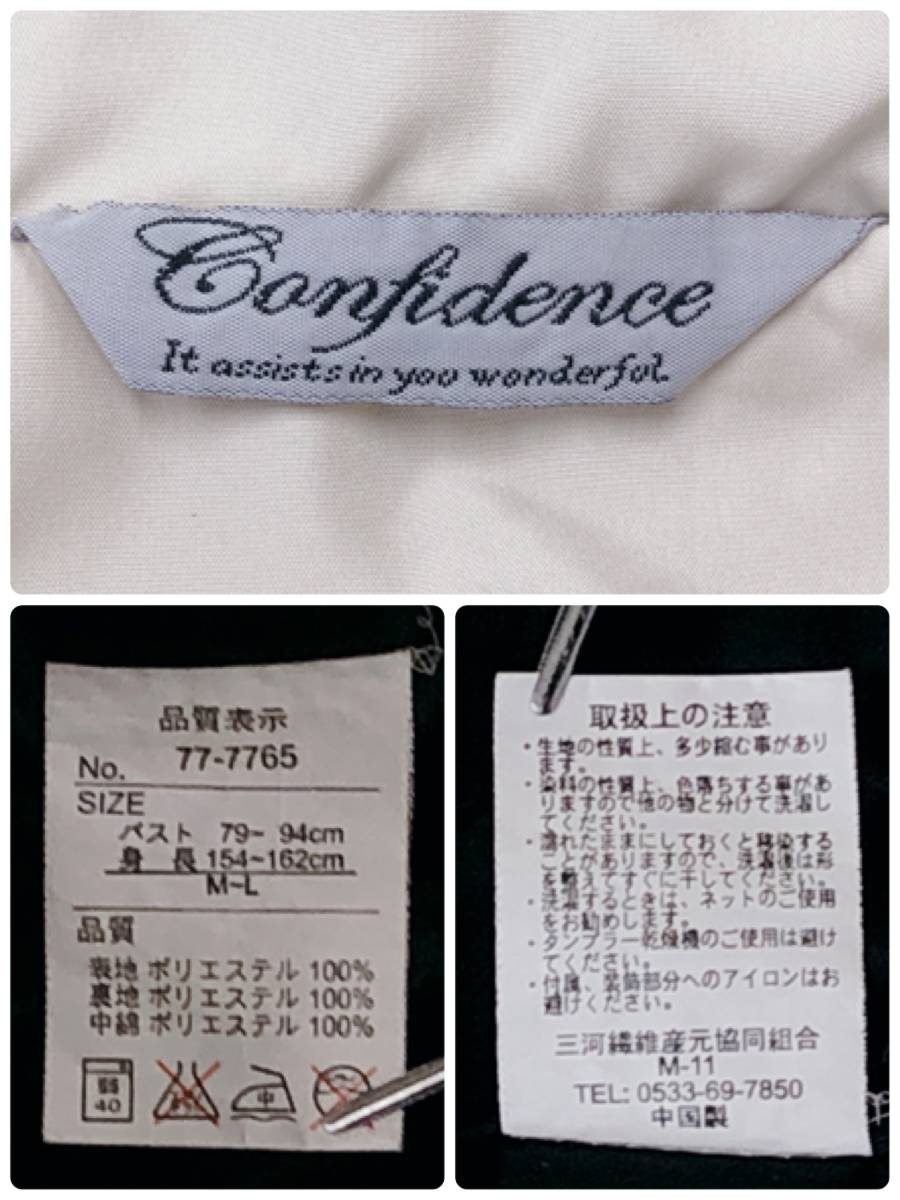 Confidence
It assists in you wonderful.
品質表示
No. 77-7765
SIZE
バスト 79~ 94cm
身 長 154~162cm
M~L
品質
表地 ポリエステル 100%
裏地 ポリエステル 100%
中綿 ポリエステル 100%
弱
40
中
取扱上の注意
・生地の性質上、多少縮む事があり
ます。
・染料の性質上、色落ちする事があ
りますので他の物と分けて洗濯し
てください。
・濡れたままにしておくと移染する
ことがありますので、洗濯後は形
を整えてすぐに干してください。
・洗濯するときは、ネットのご使用
をお勧めします。
・タンブラー乾燥機のご使用は避け
てください。
・付属、装飾部分へのアイロンはお
避けください。
三河繊維産元協同組合
M-11
TEL: 0533-69-7850
中国製